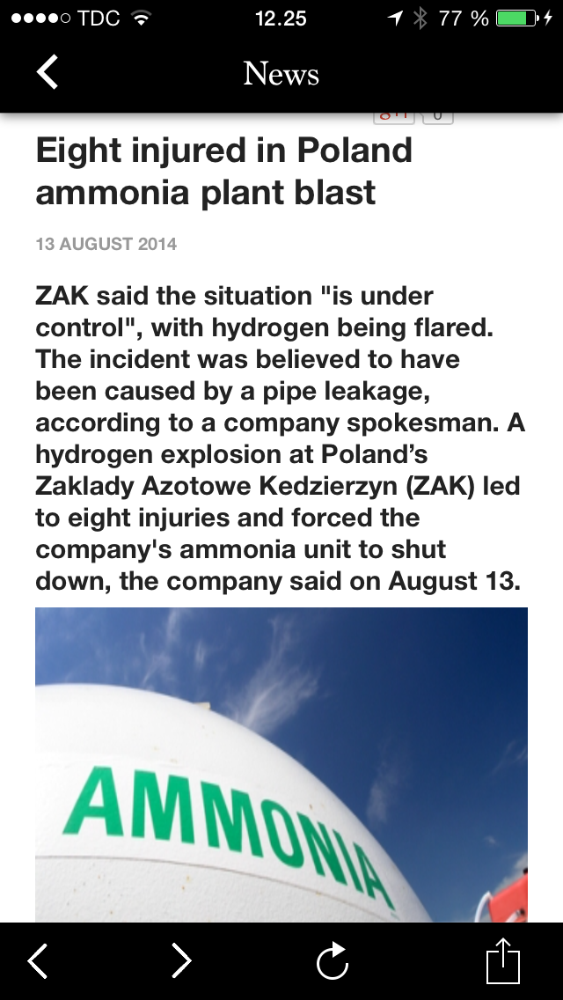 TDC 12.25 77 %
News
Eight injured in Poland
ammonia plant blast
13 AUGUST 2014
ZAK said the situation "is under
control", with hydrogen being flared.
The incident was believed to have
been caused by a pipe leakage,
according to a company spokesman. A
hydrogen explosion at Poland’s
Zaklady Azotowe Kedzierzyn (ZAK) led
to eight injuries and forced the
company's ammonia unit to shut
down, the company said on August 13.
AMMONIA